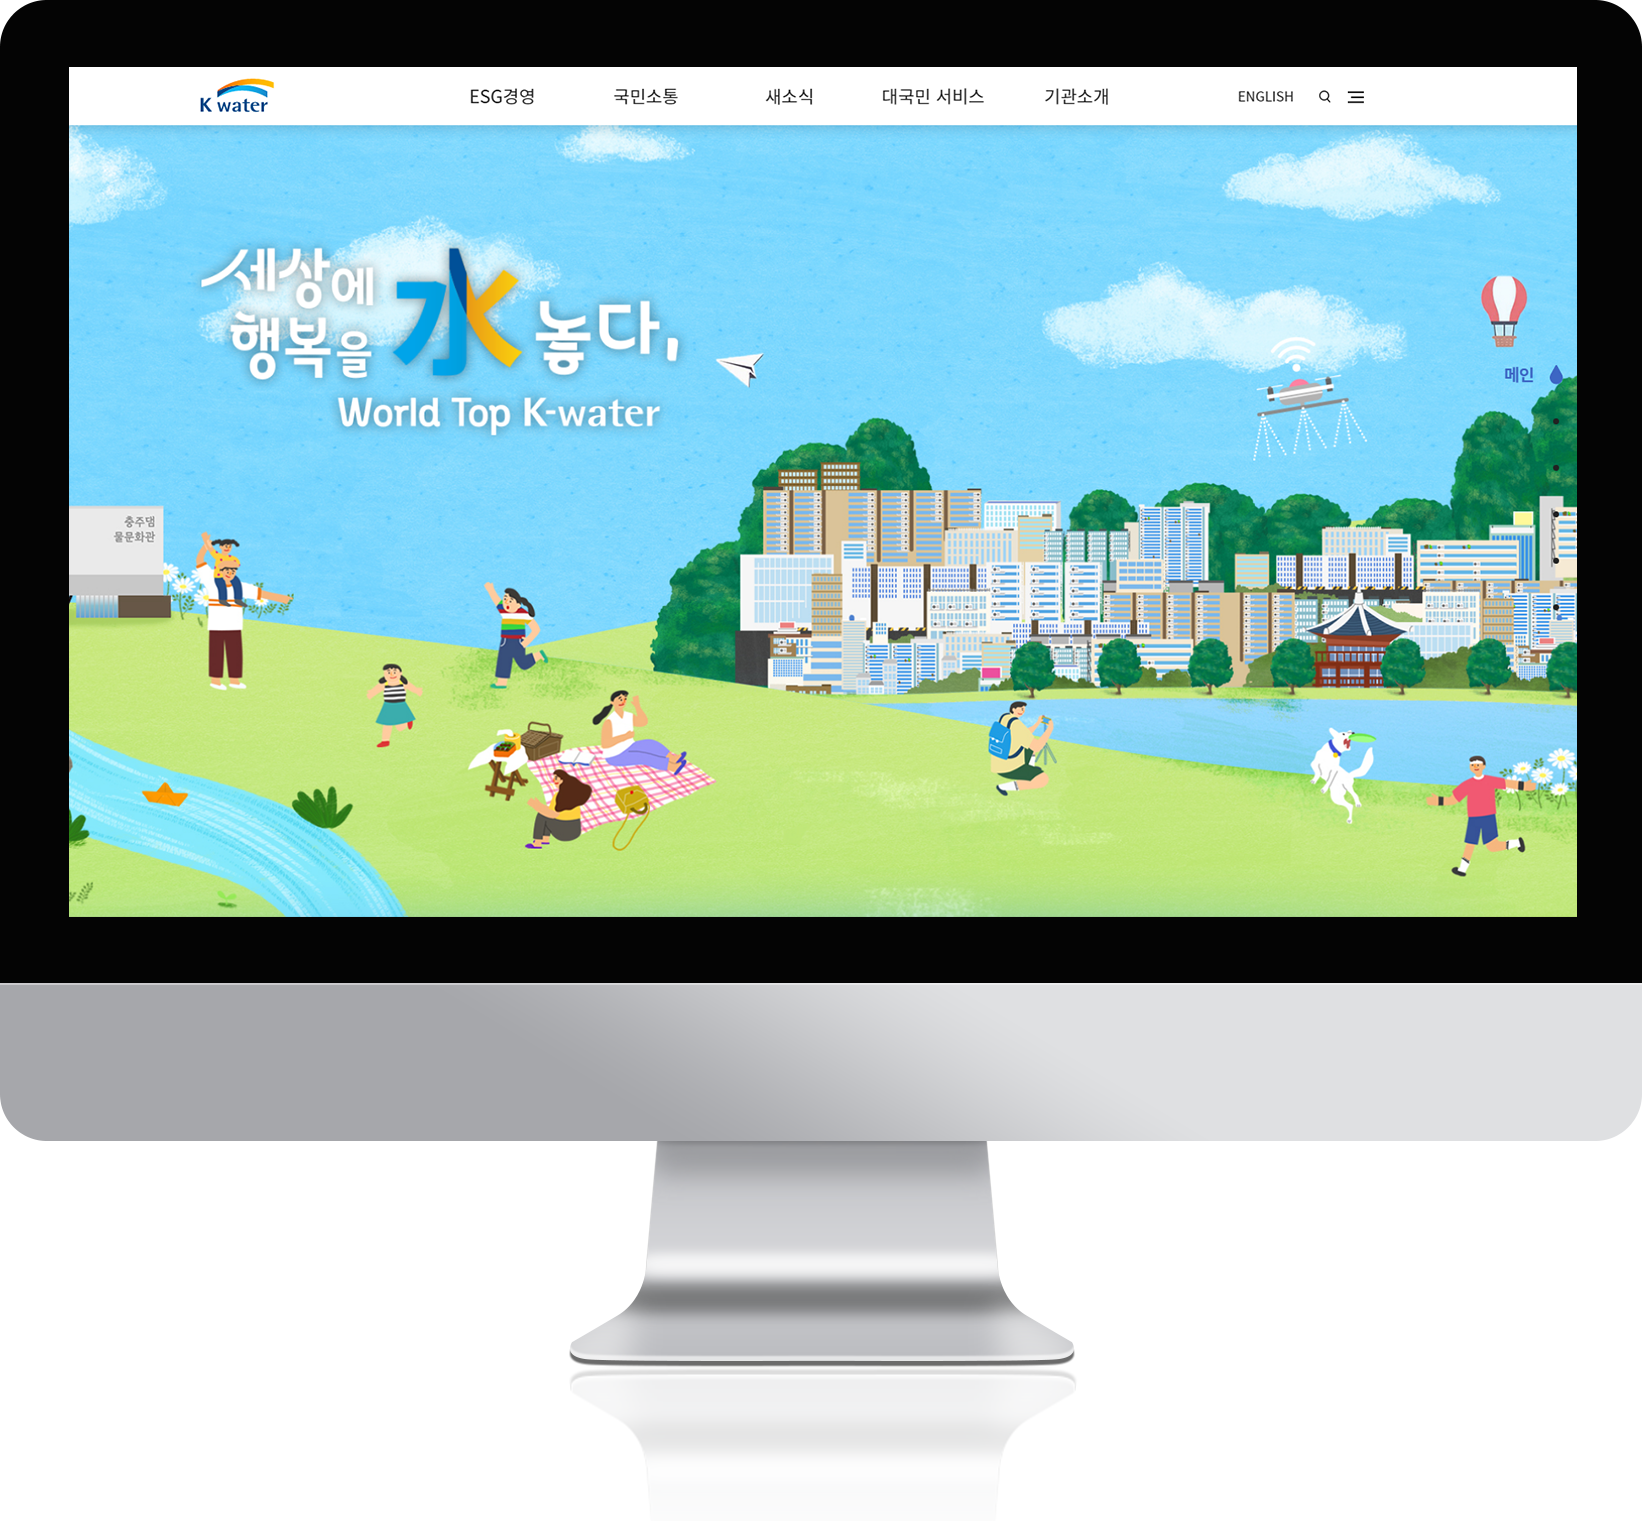 K water
ESG경영 국민소통 새소식 대국민 서비스 기관소개 ENGLISH
세상에
행복을 水 놓다,
World Top K-water
메인
충주댐
물문화관